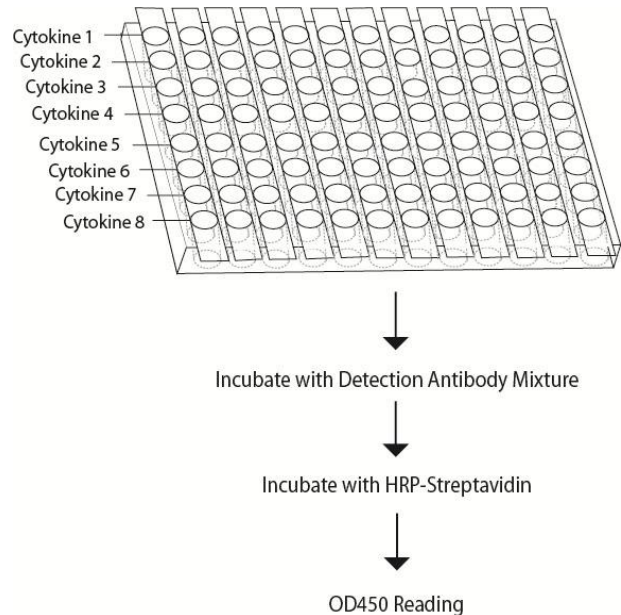 Cytokine 1
Cytokine 2
Cytokine 3
Cytokine 4
Cytokine 5
Cytokine 6
Cytokine 7
Cytokine 8
Incubate with Detection Antibody Mixture
Incubate with HRP-Streptavidin
OD450 Reading